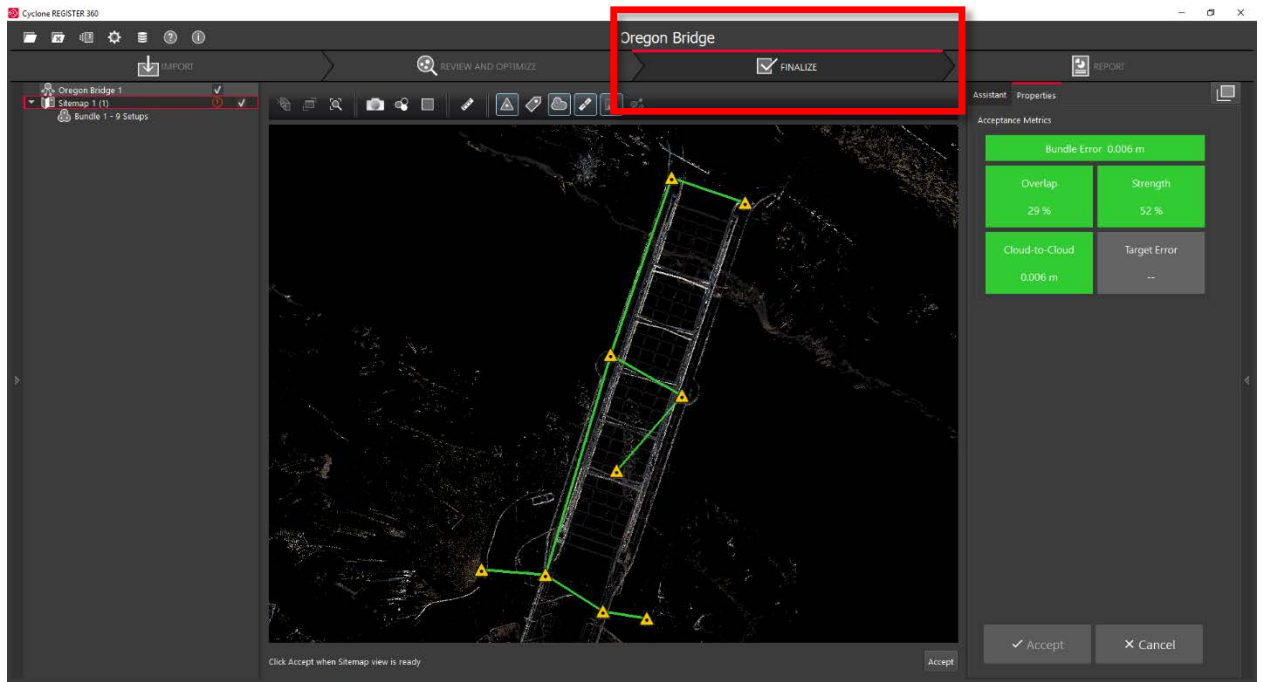 Cyclone REGISTER 360
Oregon Bridge
IMPORT
REVIEW AND OPTIMIZE
FINALIZE
REPORT
Oregon Bridge 1
Sitemap 1 (1)
Bundle 1 - 9 Setups
Assistant Properties
Acceptance Metrics
Bundle Error 0.006 m
Overlap
29 %
Strength
52 %
Cloud-to-Cloud
0.006 m
Target Error
--
Accept
Cancel
Click Accept when Sitemap view is ready
Accept